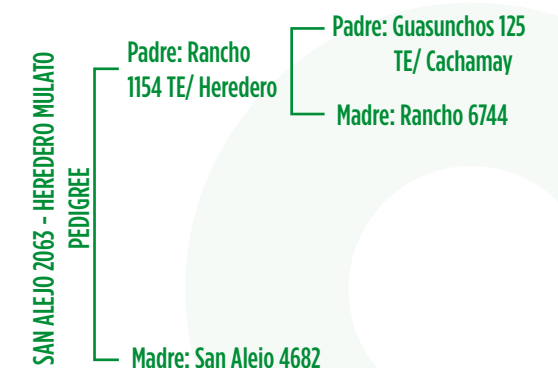 SAN ALEJO 2063 - HEREDERO MULATO
PEDIGREE
Padre: Rancho
1154 TE/ Heredero
Padre: Guasunchos 125
TE/ Cachamay
Madre: Rancho 6744
Madre: San Alejo 4682